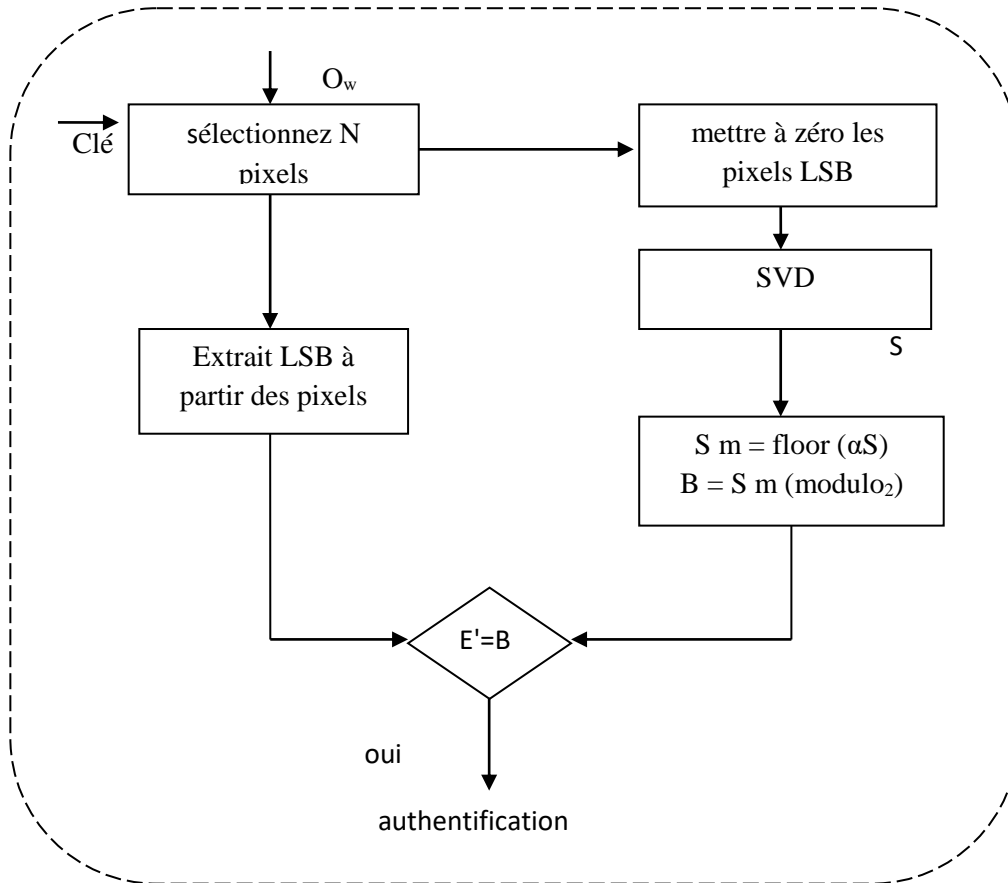 O_w
Clé
sélectionnez N
pixels
mettre à zéro les
pixels LSB
SVD
S
Extrait LSB à
partir des pixels
S m = floor (αS)
B = S m (modulo₂)
E'=B
oui
authentification